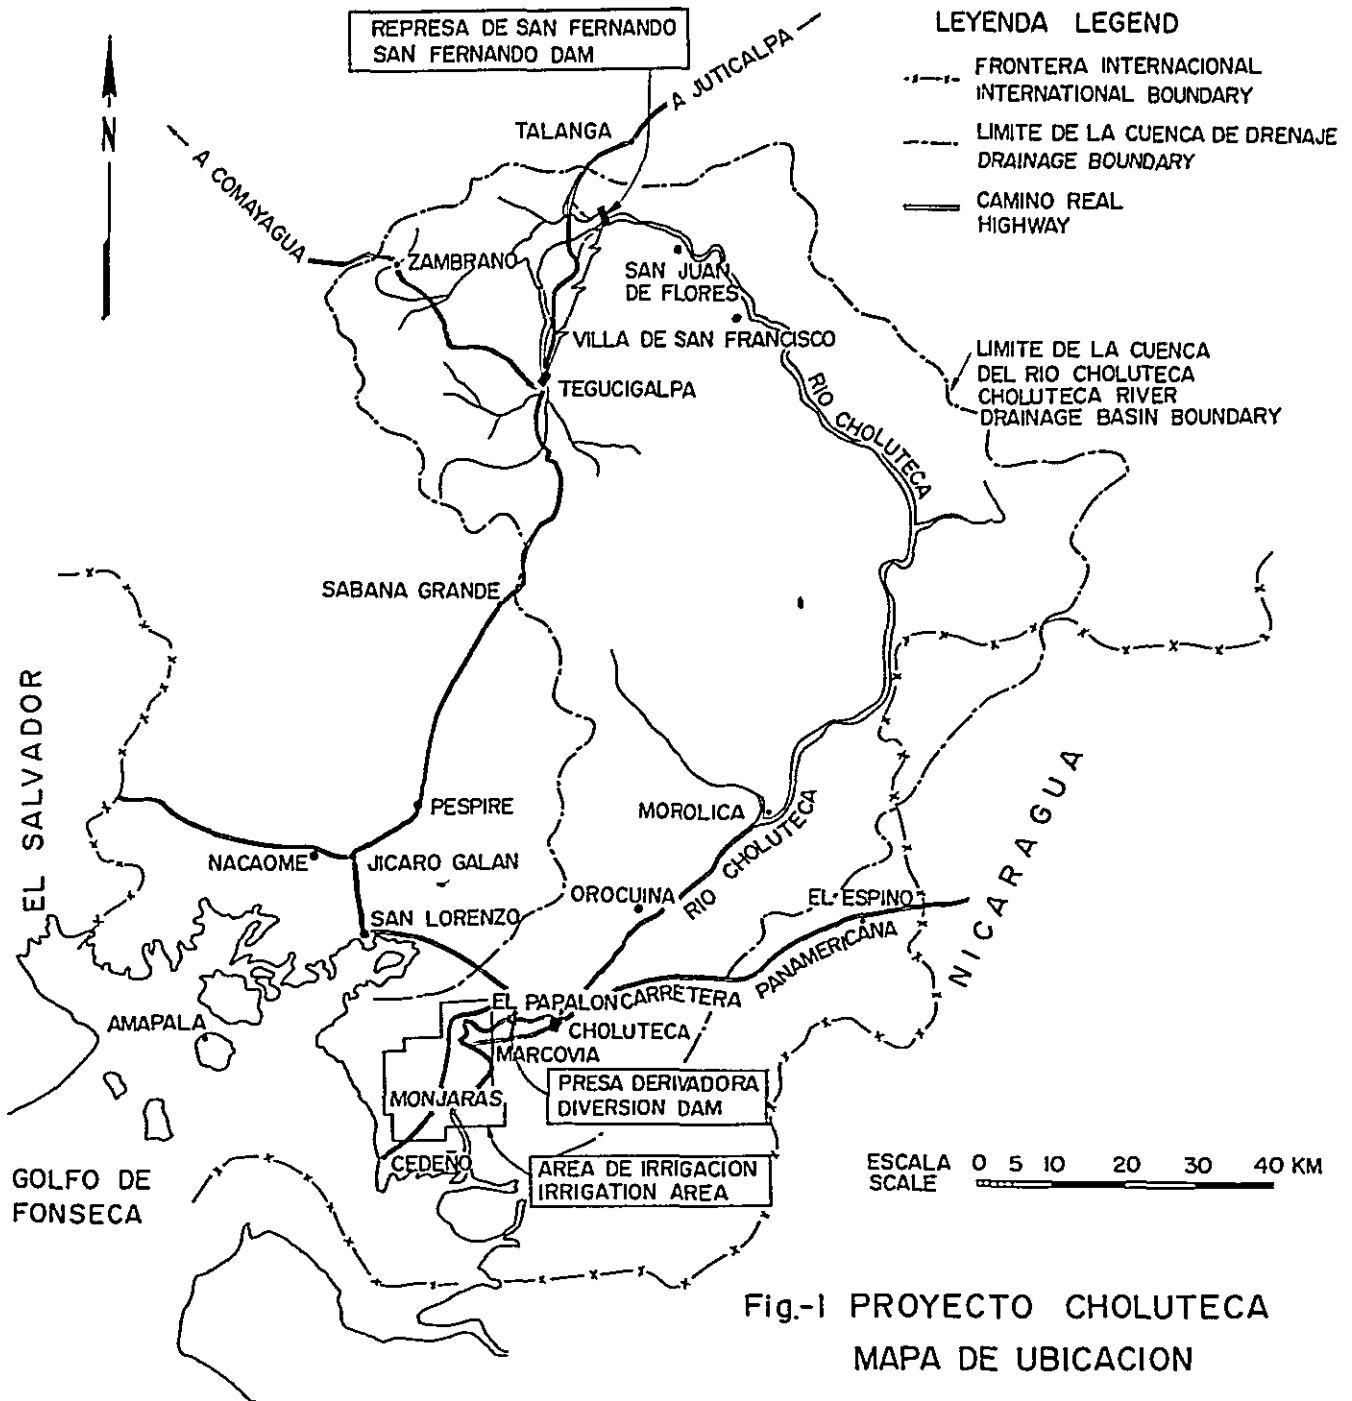 REPRESA DE SAN FERNANDO
SAN FERNANDO DAM
LEYENDA LEGEND
FRONTERA INTERNACIONAL
INTERNATIONAL BOUNDARY
LIMITE DE LA CUENCA DE DRENAJE
DRAINAGE BOUNDARY
CAMINO REAL
HIGHWAY
N
A JUTICALPA
TALANGA
A COMAYAGUA
ZAMBRANO
SAN JUAN
DE FLORES
VILLA DE SAN FRANCISCO
TEGUCIGALPA
LIMITE DE LA CUENCA
DEL RIO CHOLUTECA
CHOLUTECA RIVER
DRAINAGE BASIN BOUNDARY
RIO CHOLUTECA
SABANA GRANDE
EL SALVADOR
PESPIRE
MOROLICA
NACAOME
JICARO GALAN
RIO CHOLUTECA
NICARAGUA
OROCUINA
EL ESPINO
SAN LORENZO
CARRETERA PANAMERICANA
EL PAPALON
AMAPALA
CHOLUTECA
MARCOVIA
PRESA DERIVADORA
DIVERSION DAM
MONJARAS
CEDEÑO
AREA DE IRRIGACION
IRRIGATION AREA
GOLFO DE
FONSECA
ESCALA
SCALE
0 5 10 20 30 40 KM
Fig.-1 PROYECTO CHOLUTECA
MAPA DE UBICACION